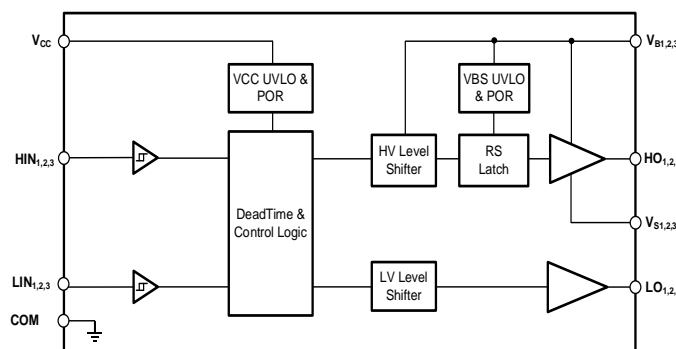 VCC
VB1,2,3
VCC UVLO &
POR
VBS UVLO
& POR
HIN1,2,3
HV Level
Shifter
RS
Latch
HO1,2,
DeadTime &
Control Logic
VS1,2,3
LIN1,2,3
LV Level
Shifter
LO1,2,
COM